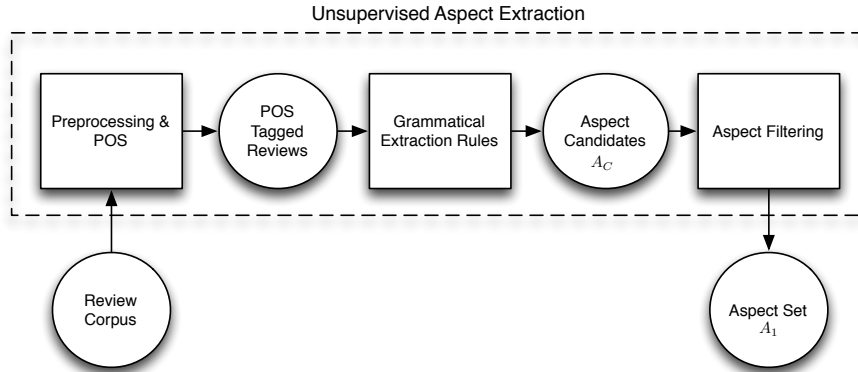 Unsupervised Aspect Extraction
Preprocessing &
POS
POS
Tagged
Reviews
Grammatical
Extraction Rules
Aspect
Candidates
A_C
Aspect Filtering
Review
Corpus
Aspect Set
A_1